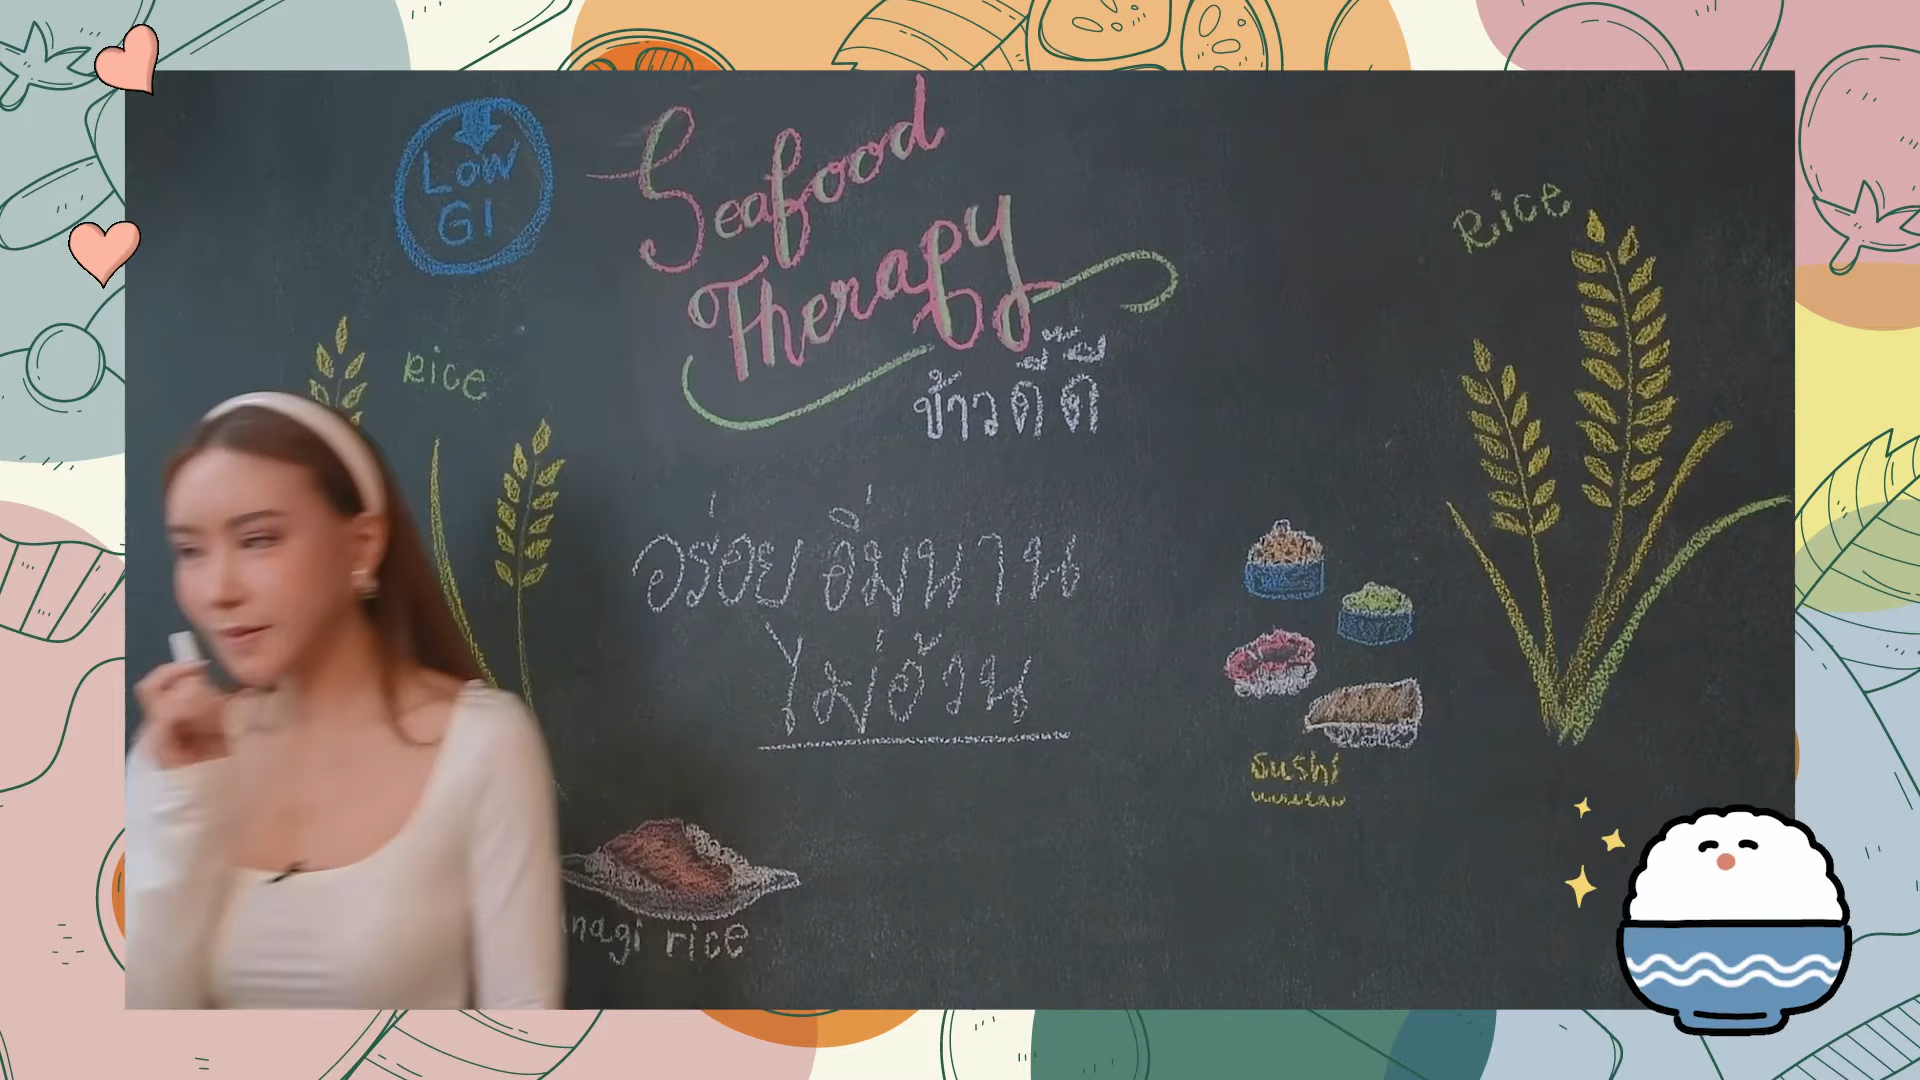 LOW
GI
Seafood
Therapy
ข้าวดีดี๊
Rice
Rice
อร่อย อิ่มนาน
ไม่อ้วน
sushi
nagi rice